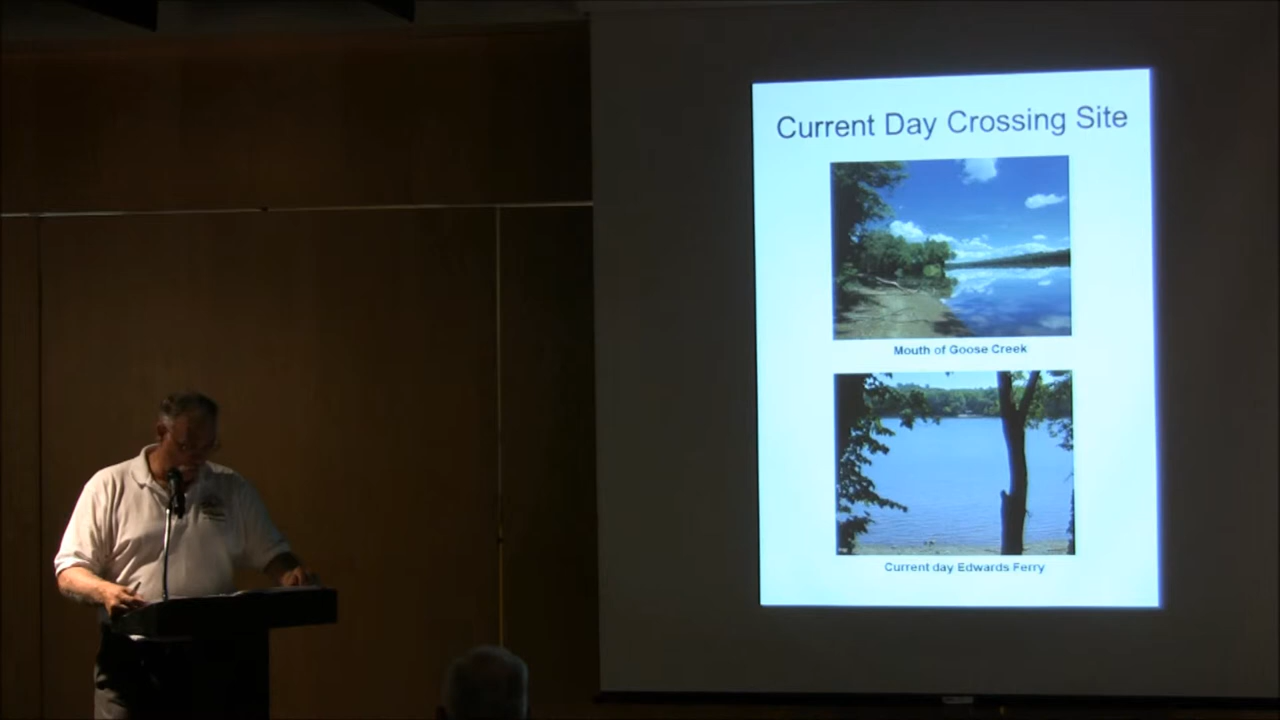 Current Day Crossing Site
Mouth of Goose Creek
Current day Edwards Ferry